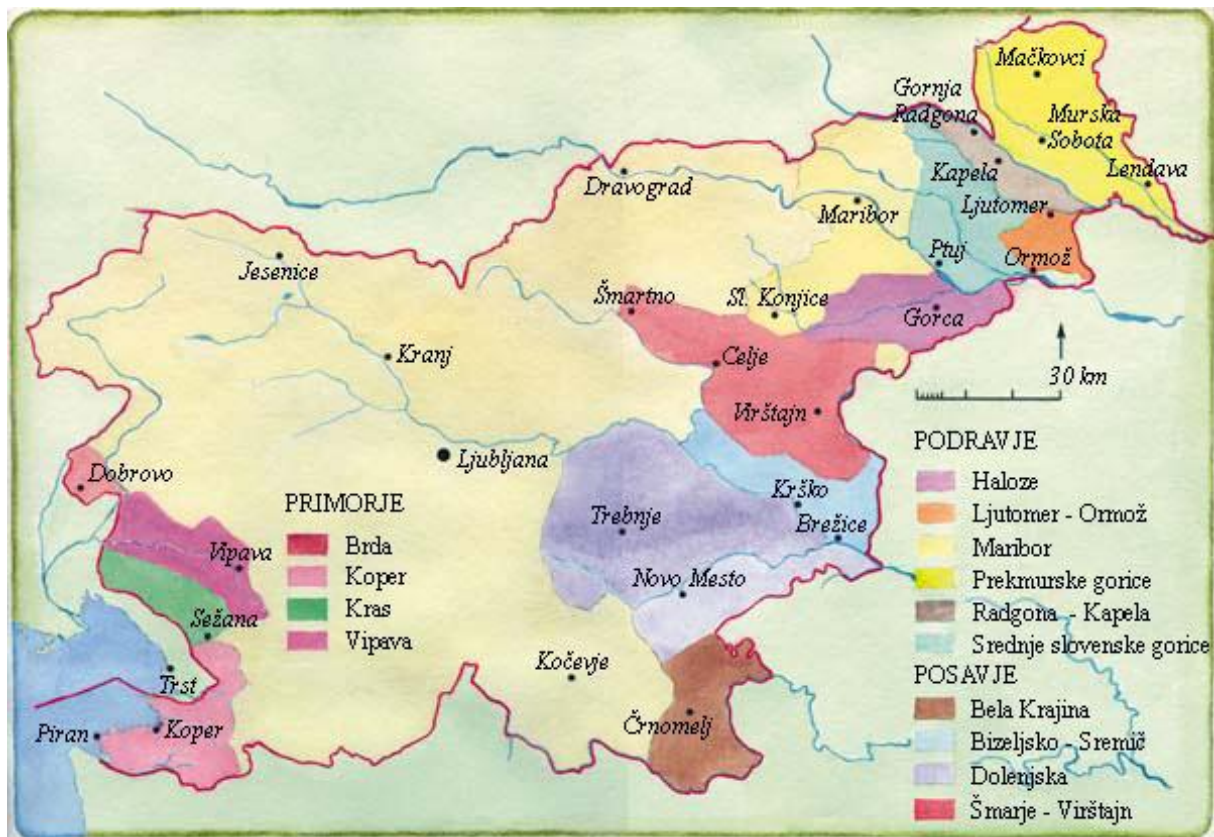 Mačkovci
Gornja
Radgona
Murska
Sobota
Kapela
Lendava
Dravograd
Maribor
Ljutomer
Ptuj
Ormož
Jesenice
Šmartno
Sl. Konjice
Gorca
Kranj
Celje
30 km
Virštajn
Ljubljana
Dobrovo
Krško
Trebnje
Brežice
Vipava
Novo Mesto
Sežana
Kočevje
Trst
Črnomelj
Piran
Koper
PRIMORJE
Brda
Koper
Kras
Vipava
PODRAVJE
Haloze
Ljutomer - Ormož
Maribor
Prekmurske gorice
Radgona - Kapela
Srednje slovenske gorice
POSAVJE
Bela Krajina
Bizeljsko - Sremič
Dolenjska
Šmarje - Virštajn